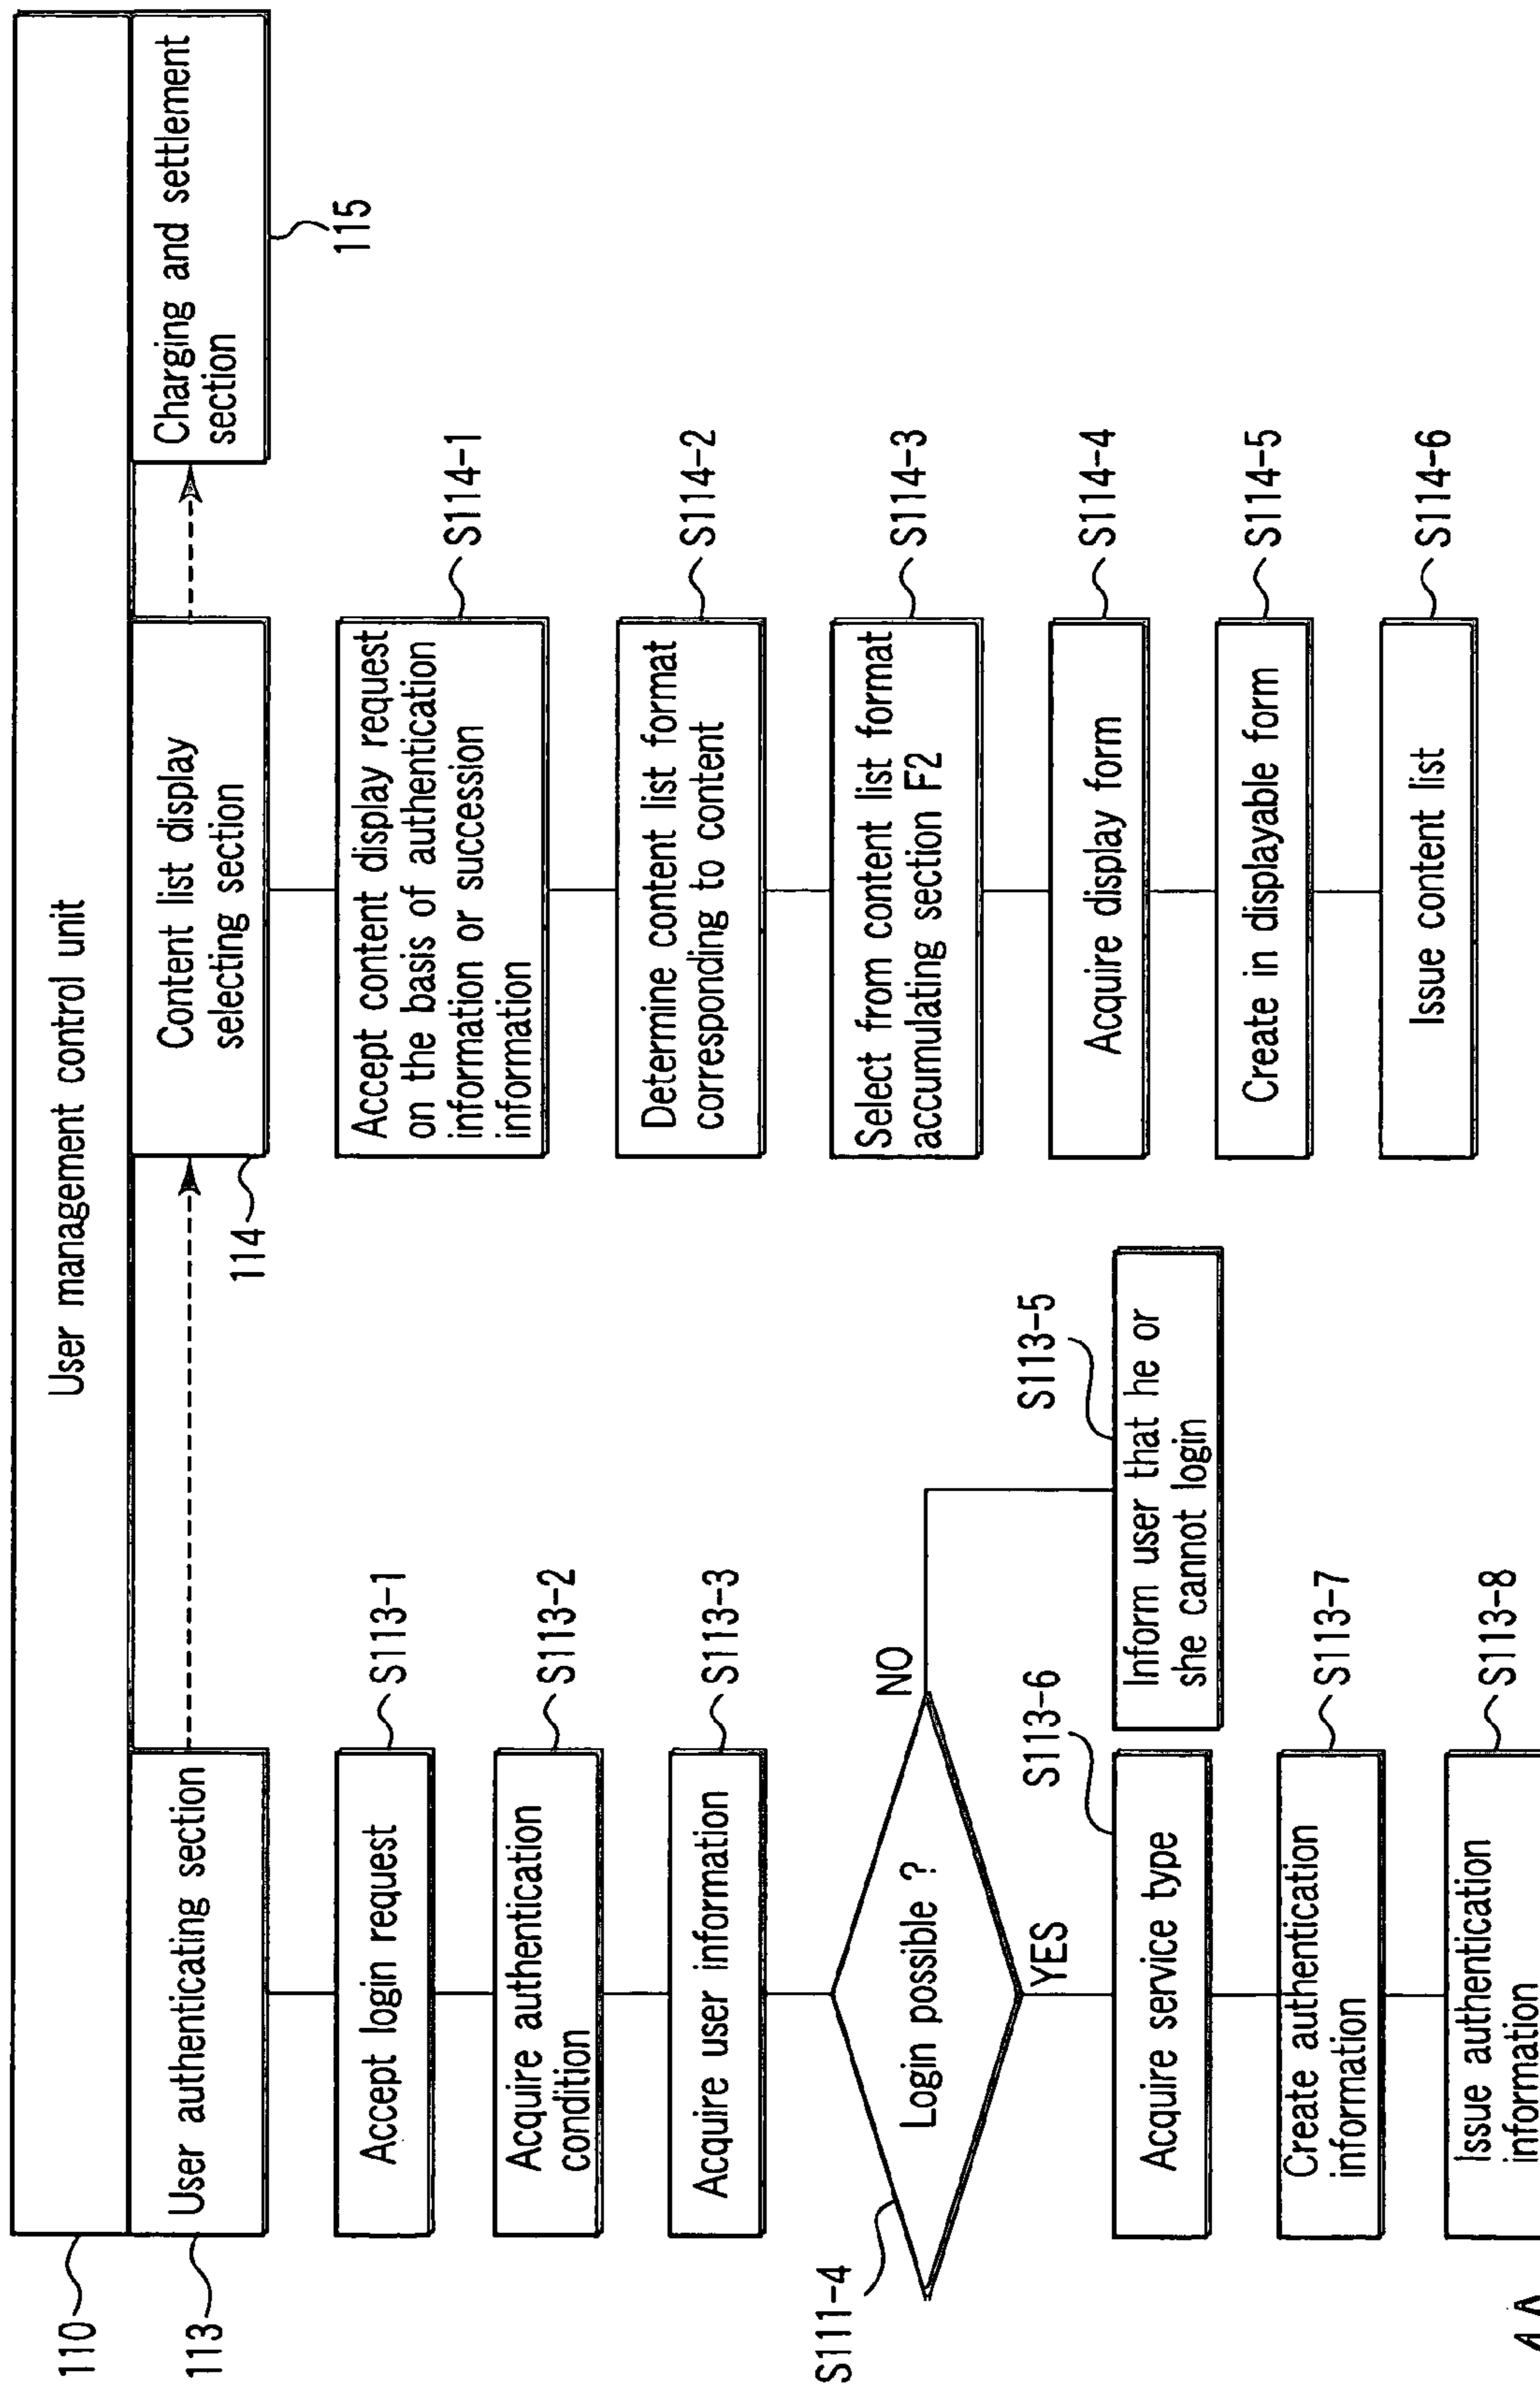 User management control unit
110
113
User authenticating section
Content list display
selecting section
114
Charging and settlement
section
115
Accept login request
S113-1
Acquire authentication
condition
S113-2
Acquire user information
S113-3
Login possible ?
S111-4
NO
YES
Inform user that he or
she cannot login
S113-5
Acquire service type
S113-6
Create authentication
information
S113-7
Issue authentication
information
S113-8
Accept content display request
on the basis of authentication
information or succession
information
S114-1
Determine content list format
corresponding to content
S114-2
Select from content list format
accumulating section F2
S114-3
Acquire display form
S114-4
Create in displayable form
S114-5
Issue content list
S114-6